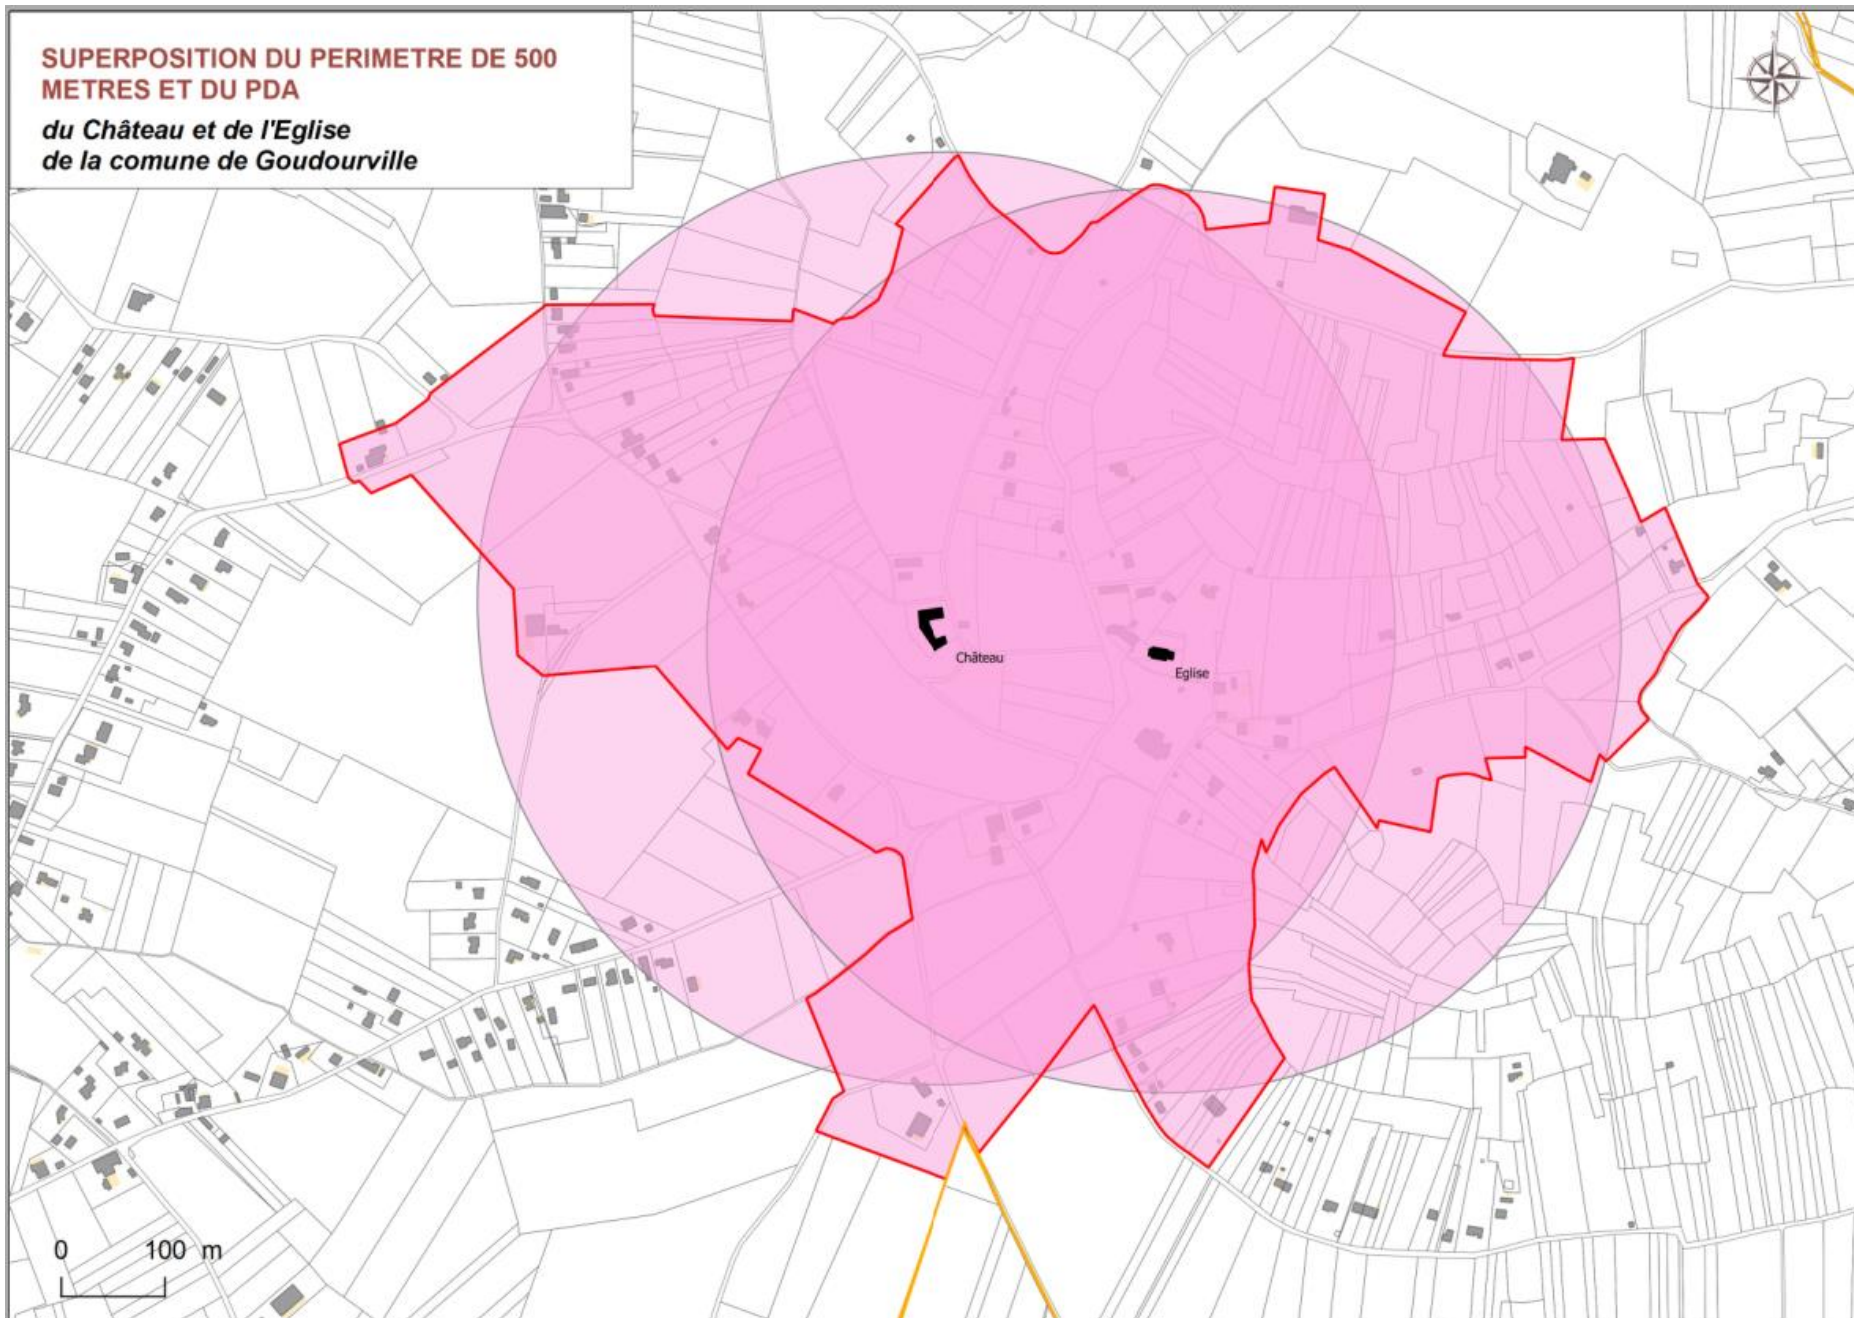 SUPERPOSITION DU PERIMETRE DE 500
METRES ET DU PDA
du Château et de l'Eglise
de la comune de Goudourville
Château
Eglise
0 100 m